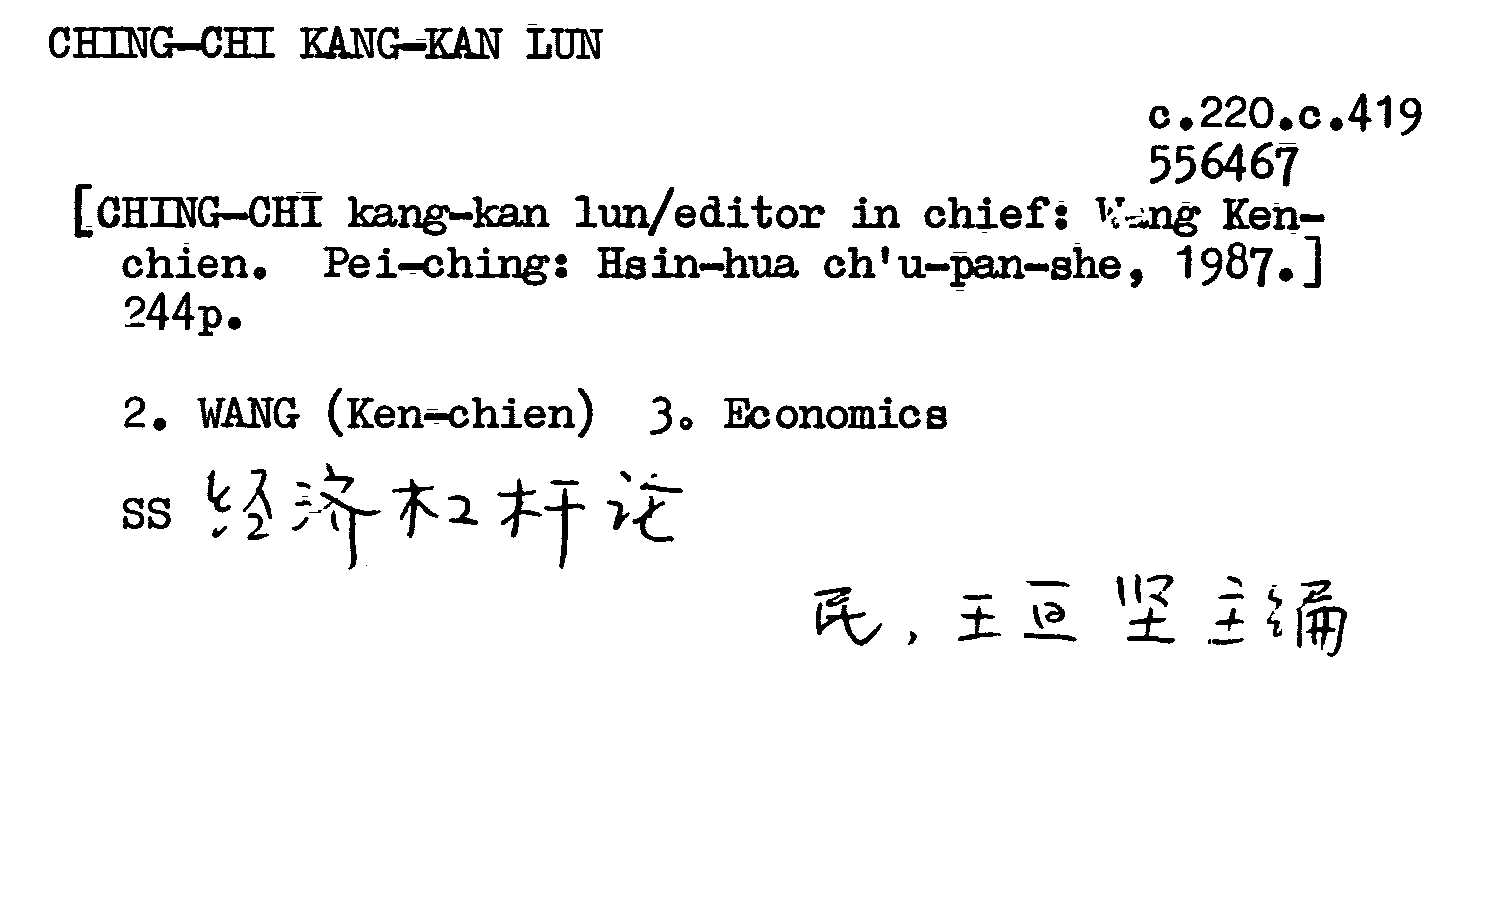 CHING-CHI KANG-KAN LUN
c.220.c.419
556467
[CHING-CHI kang-kan lun/editor in chief: Wang Ken-
chien. Pei-ching: Hsin-hua ch'u-pan-she, 1987.]
244p.
2. WANG (Ken-chien) 3. Economics
ss 经济杠杆论
民, 王亘坚主编